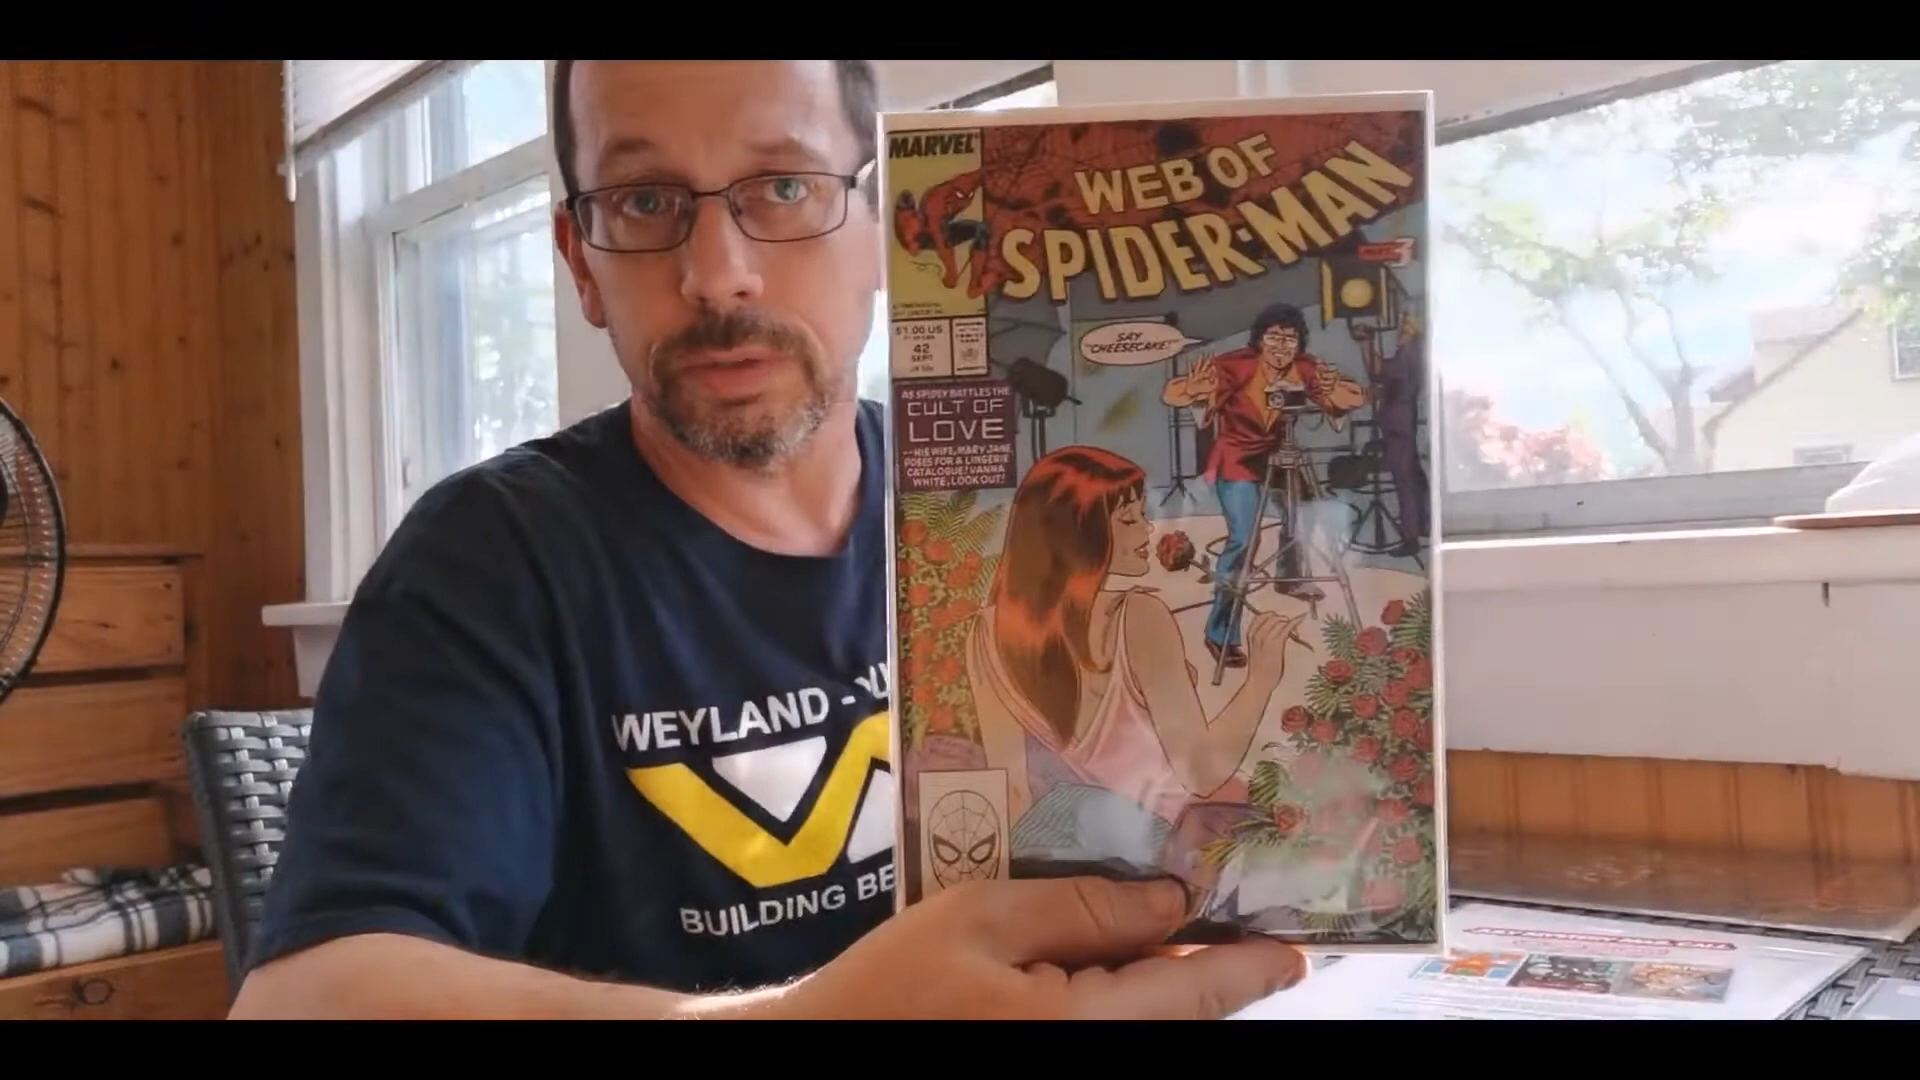 MARVEL
WEB OF
SPIDER-MAN
$1.00 US
42
SEPT
SAY
"CHEESECAKE!"
AS SPIDEY BATTLES THE
CULT OF
LOVE
--HIS WIFE, MARY JANE,
POSES FOR A LINGERIE
CATALOGUE! VANNA
WHITE, LOOK OUT!
WEYLAND -
BUILDING BE